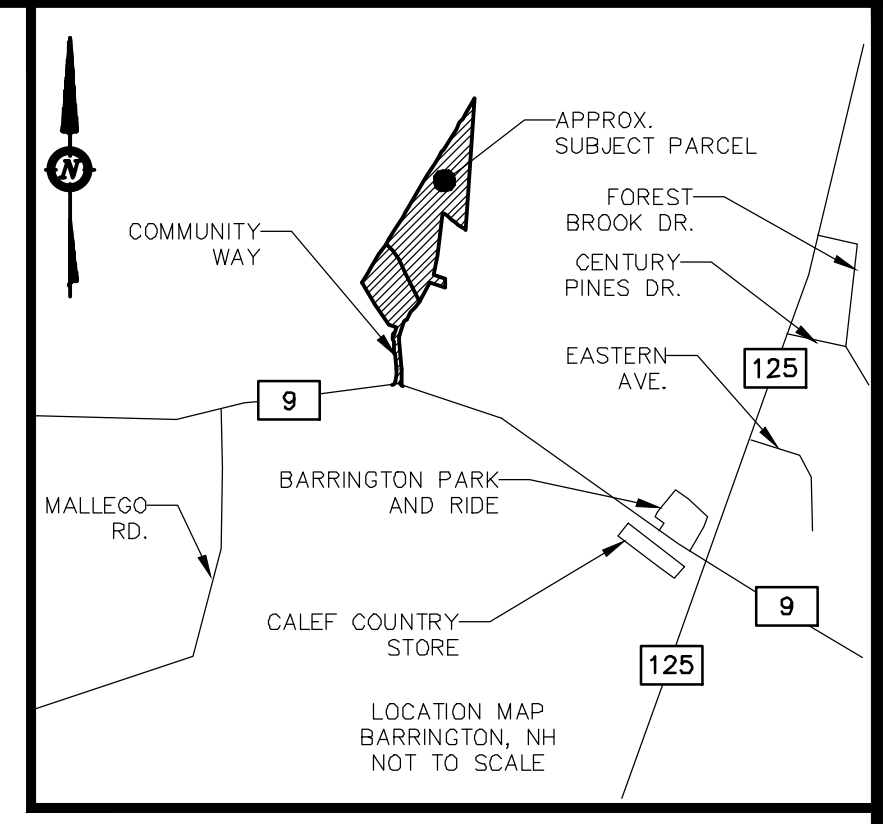 N
APPROX.
SUBJECT PARCEL
FOREST
BROOK DR.
COMMUNITY
WAY
CENTURY
PINES DR.
EASTERN
AVE.
125
9
BARRINGTON PARK
AND RIDE
MALLEGO
RD.
CALEF COUNTRY
STORE
9
125
LOCATION MAP
BARRINGTON, NH
NOT TO SCALE